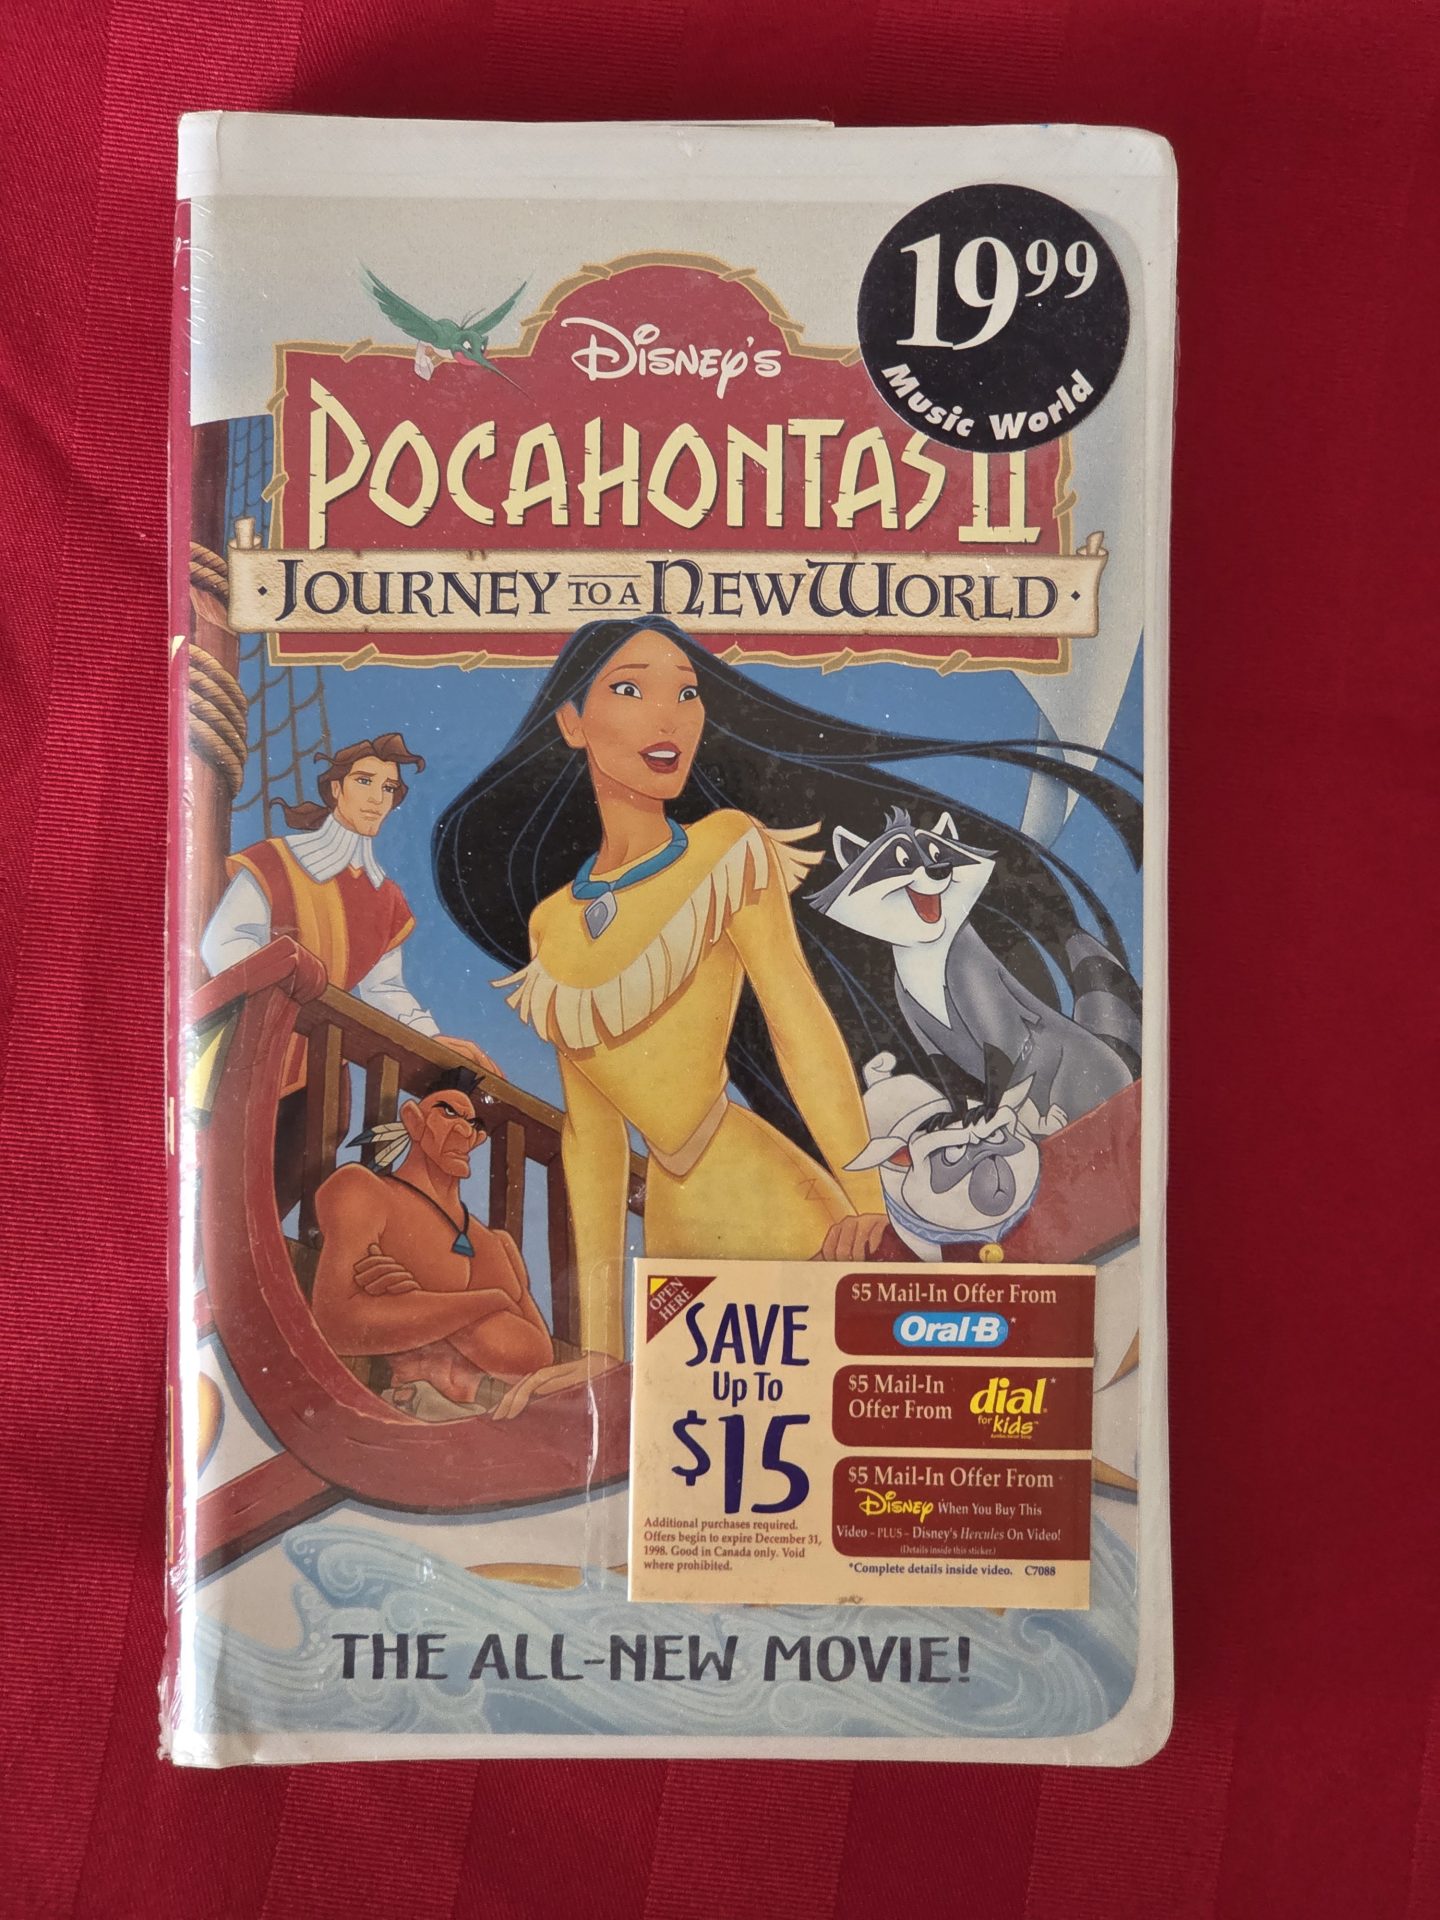 19 99
Music World
Disney's
POCAHONTAS II
·JOURNEY TO A NEW WORLD·
OPEN
HERE
SAVE
Up To
$15
Additional purchases required.
Offers begin to expire December 31,
1998. Good in Canada only. Void
where prohibited.
$5 Mail-In Offer From
Oral-B*
$5 Mail-In
Offer From
dial*
for kids™
$5 Mail-In Offer From
Disney When You Buy This
Video - PLUS - Disney's Hercules On Video!
(Details inside this sticker.)
*Complete details inside video. C7088
THE ALL-NEW MOVIE!